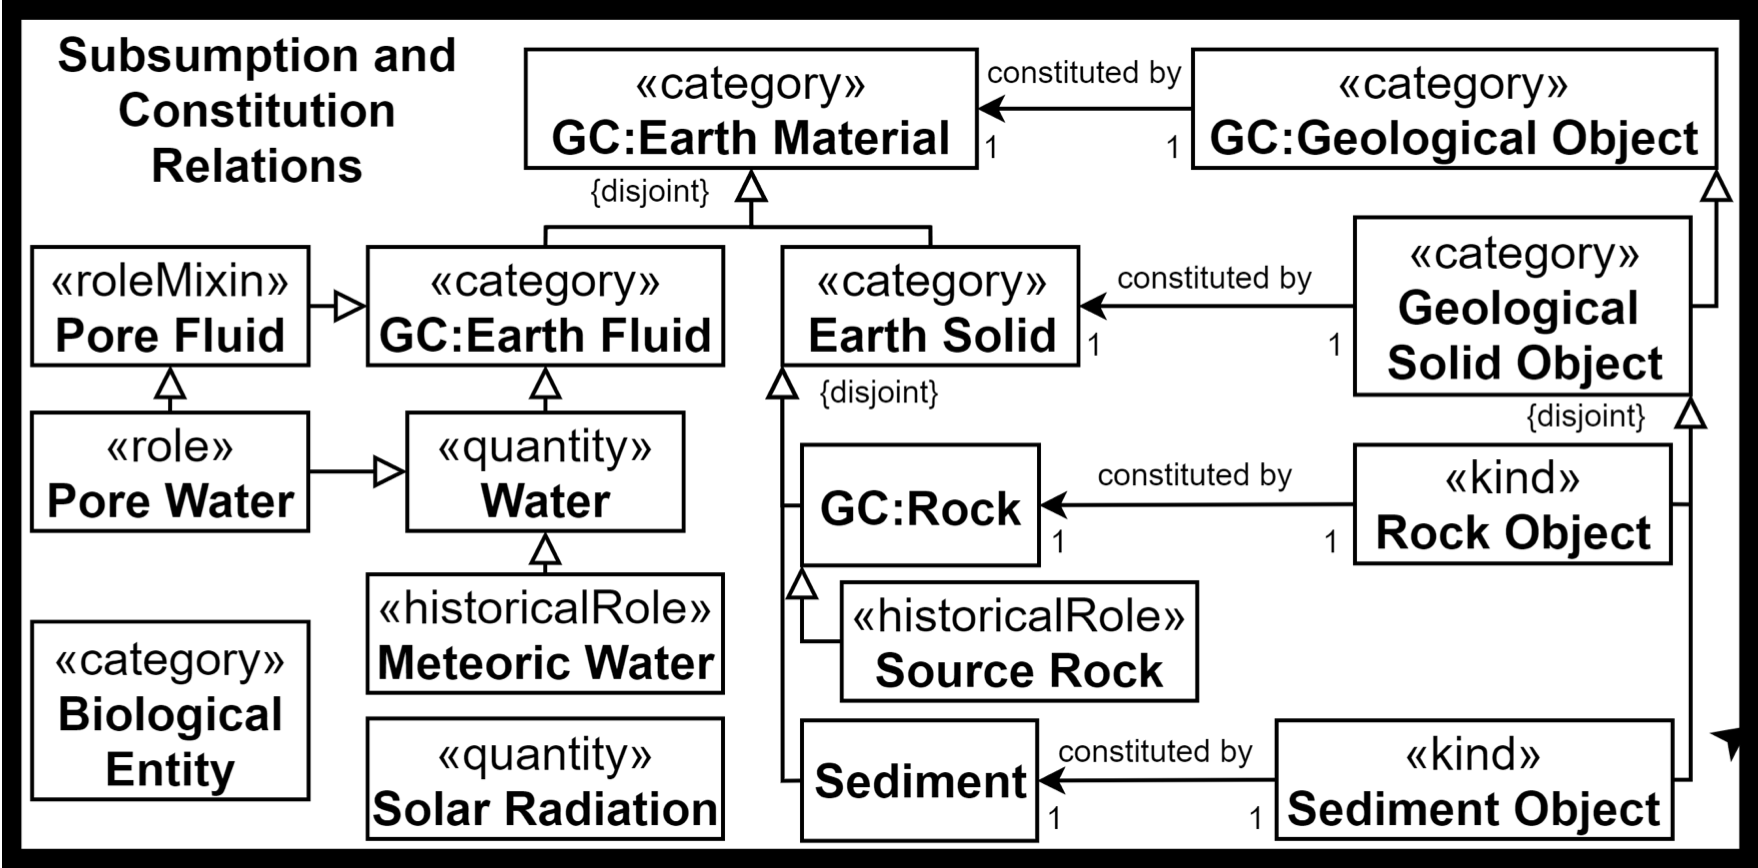 Subsumption and
Constitution
Relations
«category»
GC:Earth Material
constituted by
1
1
«category»
GC:Geological Object
{disjoint}
«roleMixin»
Pore Fluid
«category»
GC:Earth Fluid
«category»
Earth Solid
constituted by
1
1
«category»
Geological
Solid Object
{disjoint}
{disjoint}
«role»
Pore Water
«quantity»
Water
GC:Rock
constituted by
1
1
«kind»
Rock Object
«historicalRole»
Meteoric Water
«historicalRole»
Source Rock
«category»
Biological
Entity
«quantity»
Solar Radiation
Sediment
constituted by
1
1
«kind»
Sediment Object